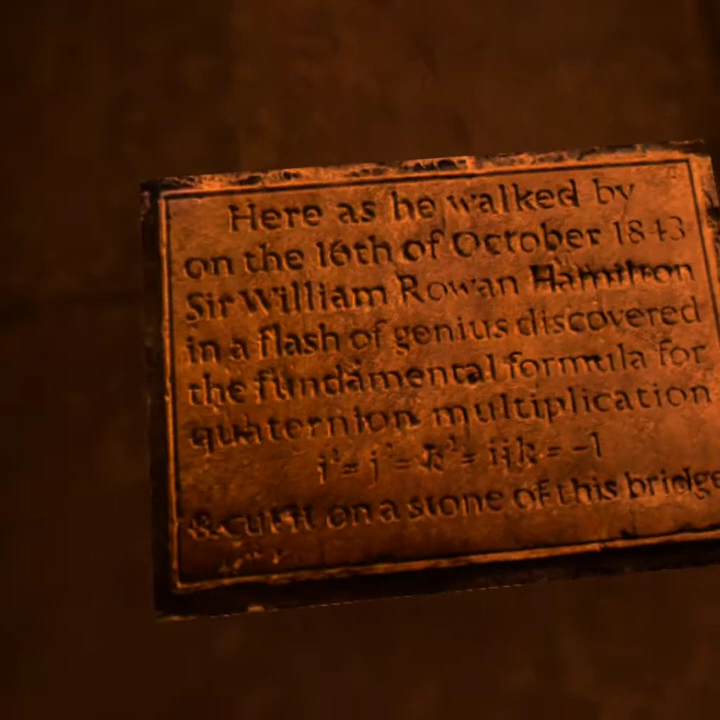 Here as he walked by
on the 16th of October 1843
Sir William Rowan Hamilton
in a flash of genius discovered
the fundamental formula for
quaternion multiplication
i² = j² = k² = ijk = −1
& cut it on a stone of this bridge